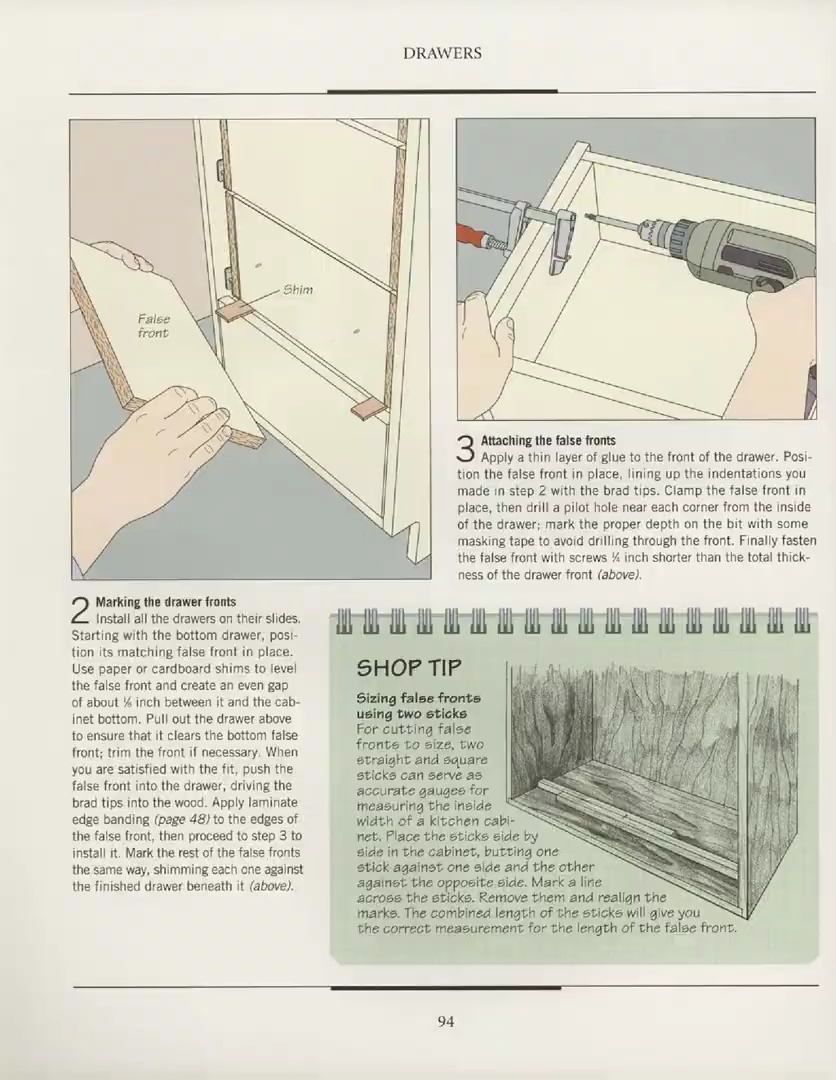 DRAWERS
Shim
False
front
3 Attaching the false fronts
Apply a thin layer of glue to the front of the drawer. Posi-
tion the false front in place, lining up the indentations you
made in step 2 with the brad tips. Clamp the false front in
place, then drill a pilot hole near each corner from the inside
of the drawer; mark the proper depth on the bit with some
masking tape to avoid drilling through the front. Finally fasten
the false front with screws ¼ inch shorter than the total thick-
ness of the drawer front (above).
2 Marking the drawer fronts
Install all the drawers on their slides.
Starting with the bottom drawer, posi-
tion its matching false front in place.
Use paper or cardboard shims to level
the false front and create an even gap
of about ⅛ inch between it and the cab-
inet bottom. Pull out the drawer above
to ensure that it clears the bottom false
front; trim the front if necessary. When
you are satisfied with the fit, push the
false front into the drawer, driving the
brad tips into the wood. Apply laminate
edge banding (page 48) to the edges of
the false front, then proceed to step 3 to
install it. Mark the rest of the false fronts
the same way, shimming each one against
the finished drawer beneath it (above).
SHOP TIP
Sizing false fronts
using two sticks
For cutting false
fronts to size, two
straight and square
sticks can serve as
accurate gauges for
measuring the inside
width of a kitchen cabi-
net. Place the sticks side by
side in the cabinet, butting one
stick against one side and the other
against the opposite side. Mark a line
across the sticks. Remove them and realign the
marks. The combined length of the sticks will give you
the correct measurement for the length of the false front.
94